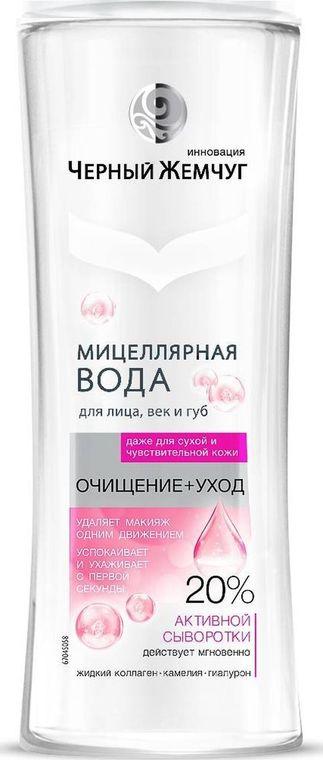 инновация
ЧЕРНЫЙ ЖЕМЧУГ
МИЦЕЛЛЯРНАЯ
ВОДА
для лица, век и губ
даже для сухой и
чувствительной кожи
ОЧИЩЕНИЕ+УХОД
УДАЛЯЕТ МАКИЯЖ
ОДНИМ ДВИЖЕНИЕМ
УСПОКАИВАЕТ
И УХАЖИВАЕТ
С ПЕРВОЙ
СЕКУНДЫ
20%
АКТИВНОЙ
СЫВОРОТКИ
действует мгновенно
жидкий коллаген·камелия·гиалурон
67045058